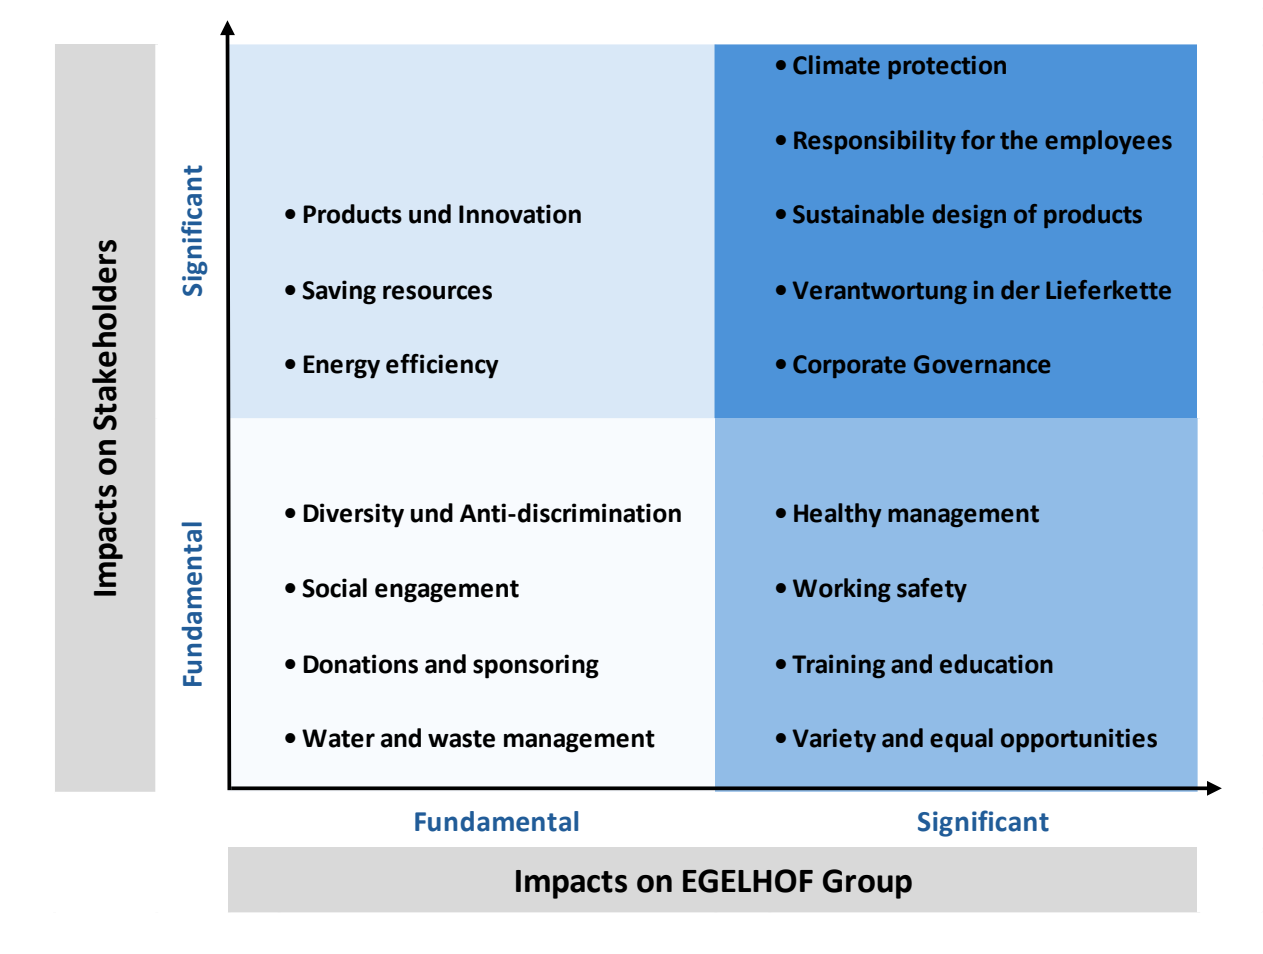 Impacts on Stakeholders
Significant
Fundamental
• Products und Innovation
• Saving resources
• Energy efficiency
• Climate protection
• Responsibility for the employees
• Sustainable design of products
• Verantwortung in der Lieferkette
• Corporate Governance
• Diversity und Anti-discrimination
• Social engagement
• Donations and sponsoring
• Water and waste management
• Healthy management
• Working safety
• Training and education
• Variety and equal opportunities
Fundamental
Significant
Impacts on EGELHOF Group